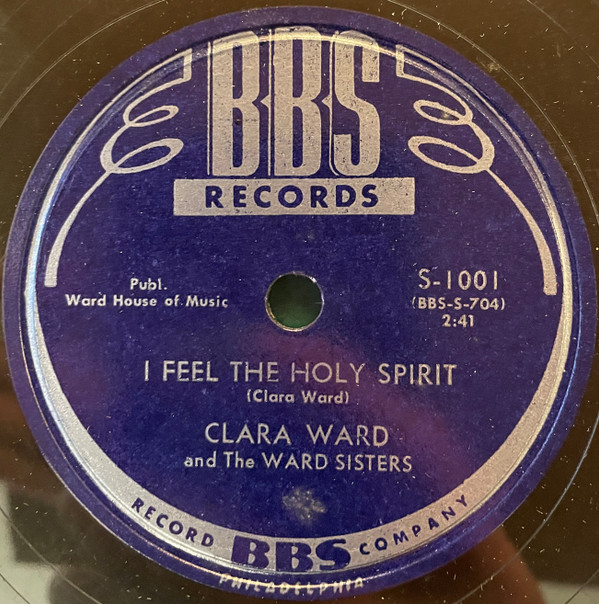 BBS
RECORDS
Publ.
Ward House of Music
S-1001
(BBS-S-704)
2:41
I FEEL THE HOLY SPIRIT
(Clara Ward)
CLARA WARD
and The WARD SISTERS
RECORD BBS COMPANY
PHILADELPHIA